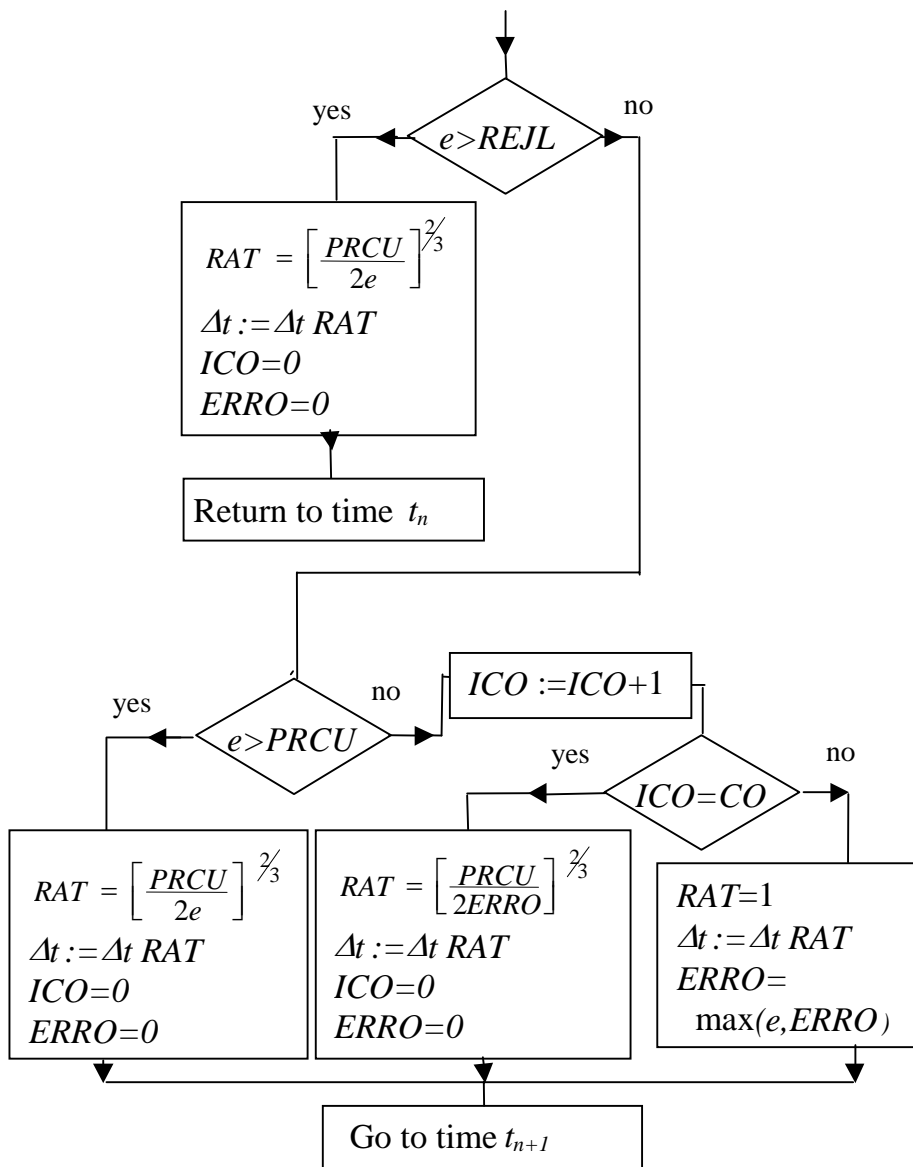 yes
no
e>REJL
RAT = [PRCU/2e]^2/3
Δt := Δt RAT
ICO=0
ERRO=0
Return to time tn
yes
no
ICO :=ICO+1
e>PRCU
yes
no
ICO=CO
RAT = [PRCU/2e]^2/3
Δt := Δt RAT
ICO=0
ERRO=0
RAT = [PRCU/2ERRO]^2/3
Δt := Δt RAT
ICO=0
ERRO=0
RAT=1
Δt := Δt RAT
ERRO=
max(e,ERRO)
Go to time tn+1